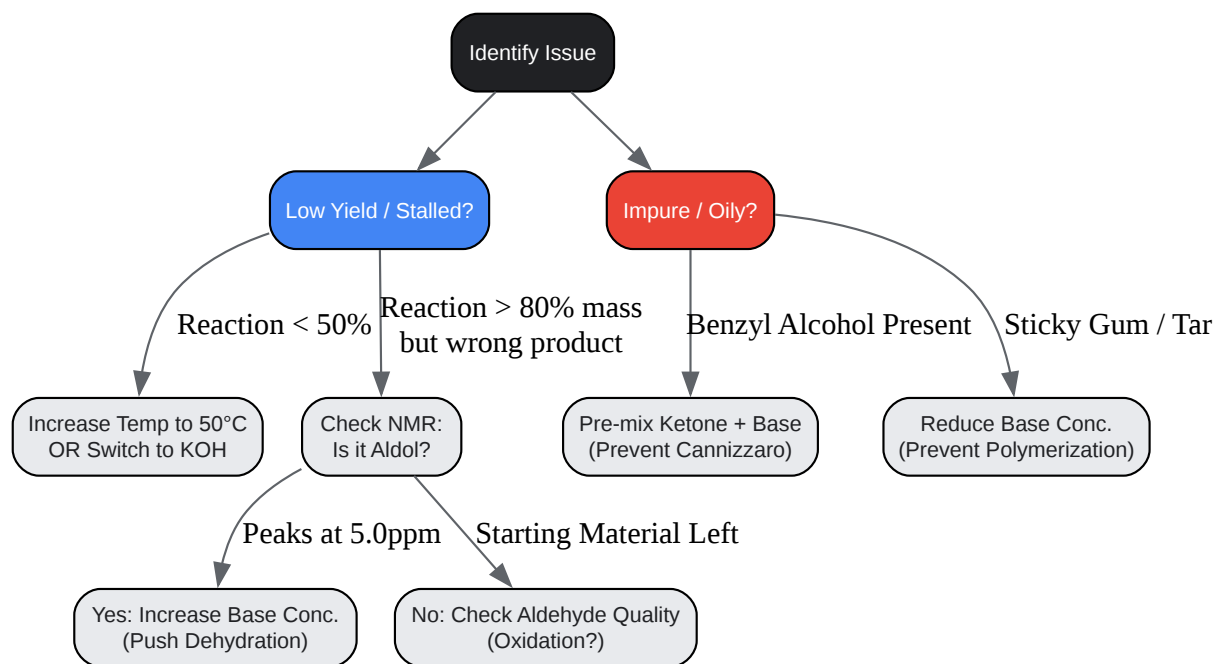 Identify Issue
Low Yield / Stalled?
Impure / Oily?
Reaction < 50%
Reaction > 80% mass
but wrong product
Benzyl Alcohol Present
Sticky Gum / Tar
Increase Temp to 50°C
OR Switch to KOH
Check NMR:
Is it Aldol?
Pre-mix Ketone + Base
(Prevent Cannizzaro)
Reduce Base Conc.
(Prevent Polymerization)
Peaks at 5.0ppm
Starting Material Left
Yes: Increase Base Conc.
(Push Dehydration)
No: Check Aldehyde Quality
(Oxidation?)